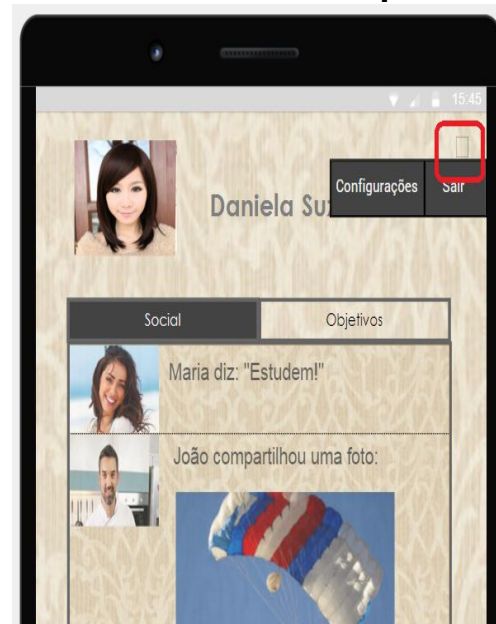 15:45
Configurações Sair
Daniela Su
Social Objetivos
Maria diz: "Estudem!"
João compartilhou uma foto: